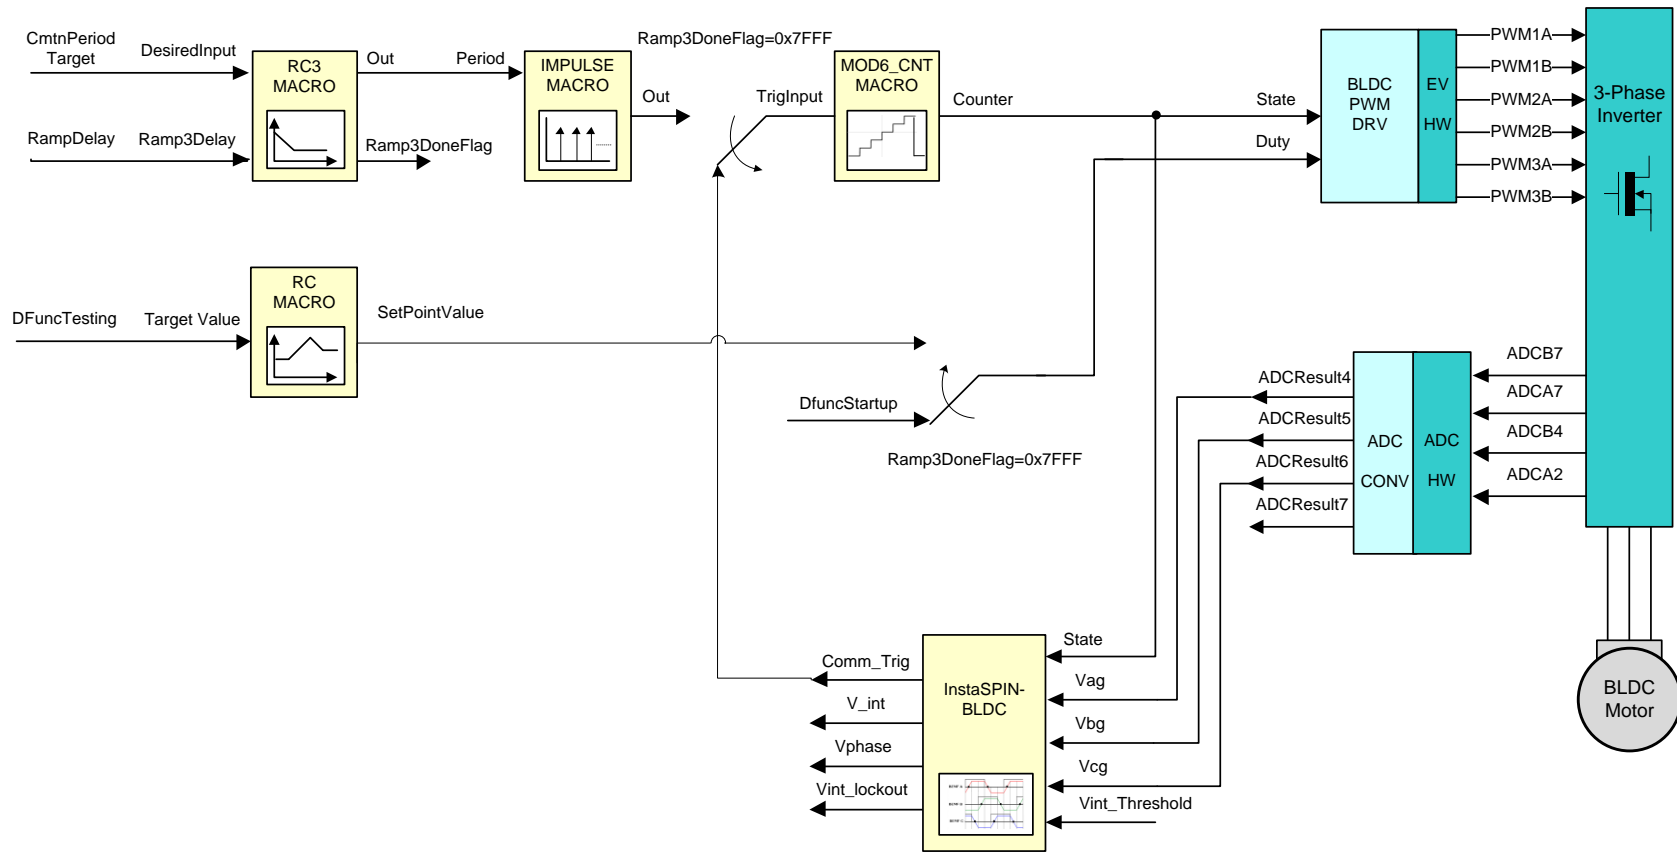 CmtnPeriod
Target
DesiredInput
RC3
MACRO
Out
Period
IMPULSE
MACRO
Out
Ramp3DoneFlag=0x7FFF
TrigInput
MOD6_CNT
MACRO
Counter
State
Duty
BLDC
PWM
DRV
EV
HW
PWM1A
PWM1B
PWM2A
PWM2B
PWM3A
PWM3B
3-Phase
Inverter
RampDelay
Ramp3Delay
Ramp3DoneFlag
DFuncTesting
Target Value
RC
MACRO
SetPointValue
DfuncStartup
Ramp3DoneFlag=0x7FFF
ADCResult4
ADCResult5
ADCResult6
ADCResult7
ADC
CONV
ADC
HW
ADCB7
ADCA7
ADCB4
ADCA2
Comm_Trig
V_int
Vphase
Vint_lockout
InstaSPIN-
BLDC
State
Vag
Vbg
Vcg
Vint_Threshold
BLDC
Motor